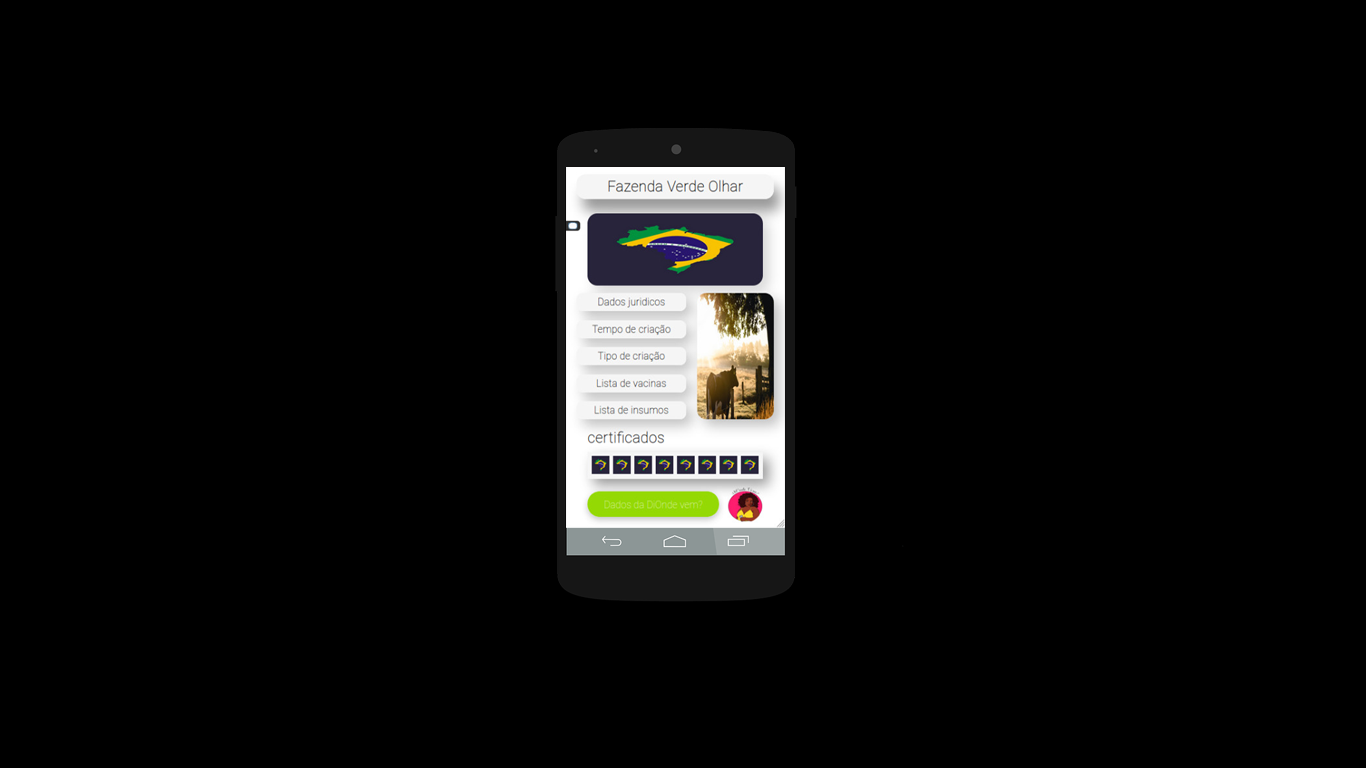 Fazenda Verde Olhar
Dados juridicos
Tempo de criação
Tipo de criação
Lista de vacinas
Lista de insumos
certificados
Dados da DiOnde vem?